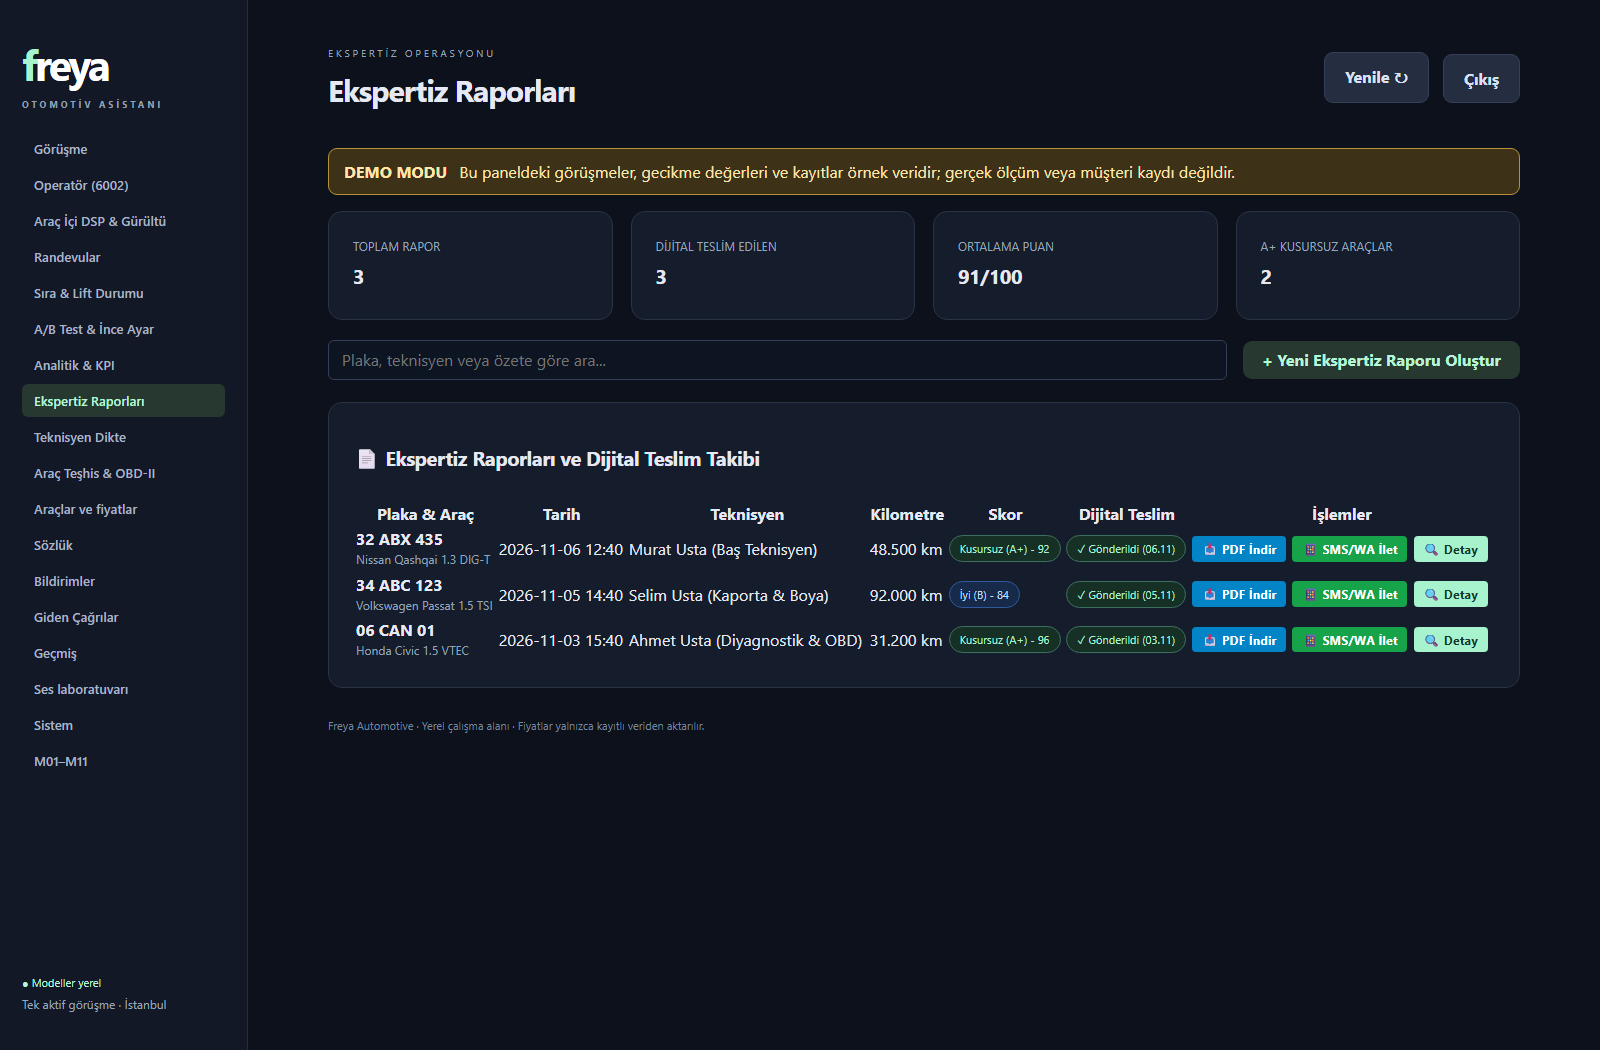 freya
OTOMOTİV ASİSTANI
Görüşme
Operatör (6002)
Araç İçi DSP & Gürültü
Randevular
Sıra & Lift Durumu
A/B Test & İnce Ayar
Analitik & KPI
Ekspertiz Raporları
Teknisyen Dikte
Araç Teşhis & OBD-II
Araçlar ve fiyatlar
Sözlük
Bildirimler
Giden Çağrılar
Geçmiş
Ses laboratuvarı
Sistem
M01–M11
● Modeller yerel
Tek aktif görüşme · İstanbul
EKSPERTİZ OPERASYONU
Ekspertiz Raporları
Yenile ↻
Çıkış
DEMO MODU Bu paneldeki görüşmeler, gecikme değerleri ve kayıtlar örnek veridir; gerçek ölçüm veya müşteri kaydı değildir.
TOPLAM RAPOR
3
DİJİTAL TESLİM EDİLEN
3
ORTALAMA PUAN
91/100
A+ KUSURSUZ ARAÇLAR
2
Plaka, teknisyen veya özete göre ara...
+ Yeni Ekspertiz Raporu Oluştur
Ekspertiz Raporları ve Dijital Teslim Takibi
Plaka & Araç Tarih Teknisyen Kilometre Skor Dijital Teslim İşlemler
32 ABX 435
Nissan Qashqai 1.3 DIG-T
2026-11-06 12:40 Murat Usta (Baş Teknisyen) 48.500 km Kusursuz (A+) - 92 ✓ Gönderildi (06.11) PDF İndir SMS/WA İlet Detay
34 ABC 123
Volkswagen Passat 1.5 TSI
2026-11-05 14:40 Selim Usta (Kaporta & Boya) 92.000 km İyi (B) - 84 ✓ Gönderildi (05.11) PDF İndir SMS/WA İlet Detay
06 CAN 01
Honda Civic 1.5 VTEC
2026-11-03 15:40 Ahmet Usta (Diyagnostik & OBD) 31.200 km Kusursuz (A+) - 96 ✓ Gönderildi (03.11) PDF İndir SMS/WA İlet Detay
Freya Automotive · Yerel çalışma alanı · Fiyatlar yalnızca kayıtlı veriden aktarılır.